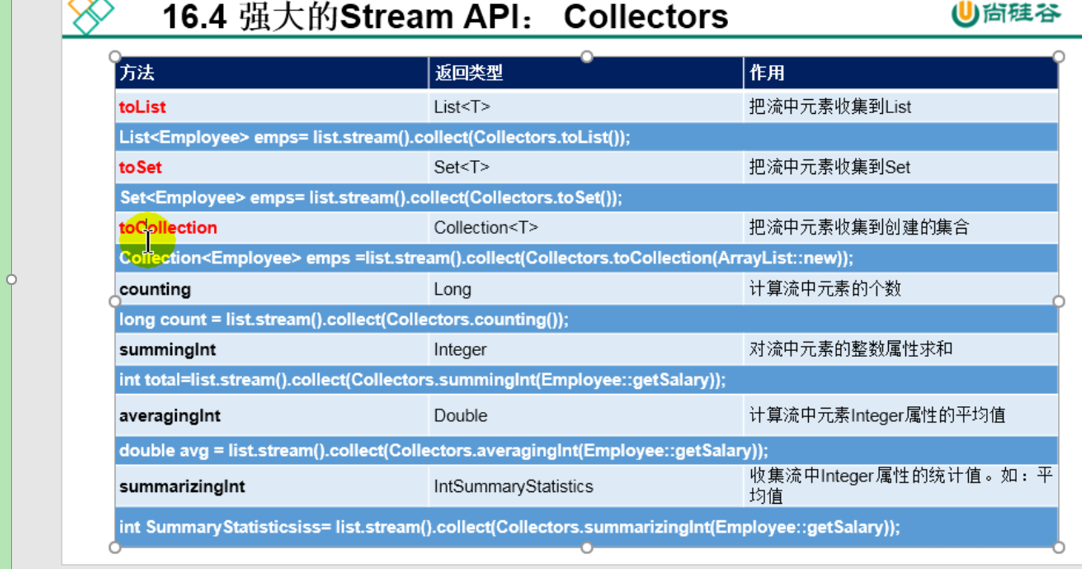 16.4 强大的Stream API： Collectors
尚硅谷
方法 返回类型 作用
toList List<T> 把流中元素收集到List
List<Employee> emps= list.stream().collect(Collectors.toList());
toSet Set<T> 把流中元素收集到Set
Set<Employee> emps= list.stream().collect(Collectors.toSet());
toCollection Collection<T> 把流中元素收集到创建的集合
Collection<Employee> emps =list.stream().collect(Collectors.toCollection(ArrayList::new));
counting Long 计算流中元素的个数
long count = list.stream().collect(Collectors.counting());
summingInt Integer 对流中元素的整数属性求和
int total=list.stream().collect(Collectors.summingInt(Employee::getSalary));
averagingInt Double 计算流中元素Integer属性的平均值
double avg = list.stream().collect(Collectors.averagingInt(Employee::getSalary));
summarizingInt IntSummaryStatistics 收集流中Integer属性的统计值。如：平
均值
int SummaryStatisticsiss= list.stream().collect(Collectors.summarizingInt(Employee::getSalary));